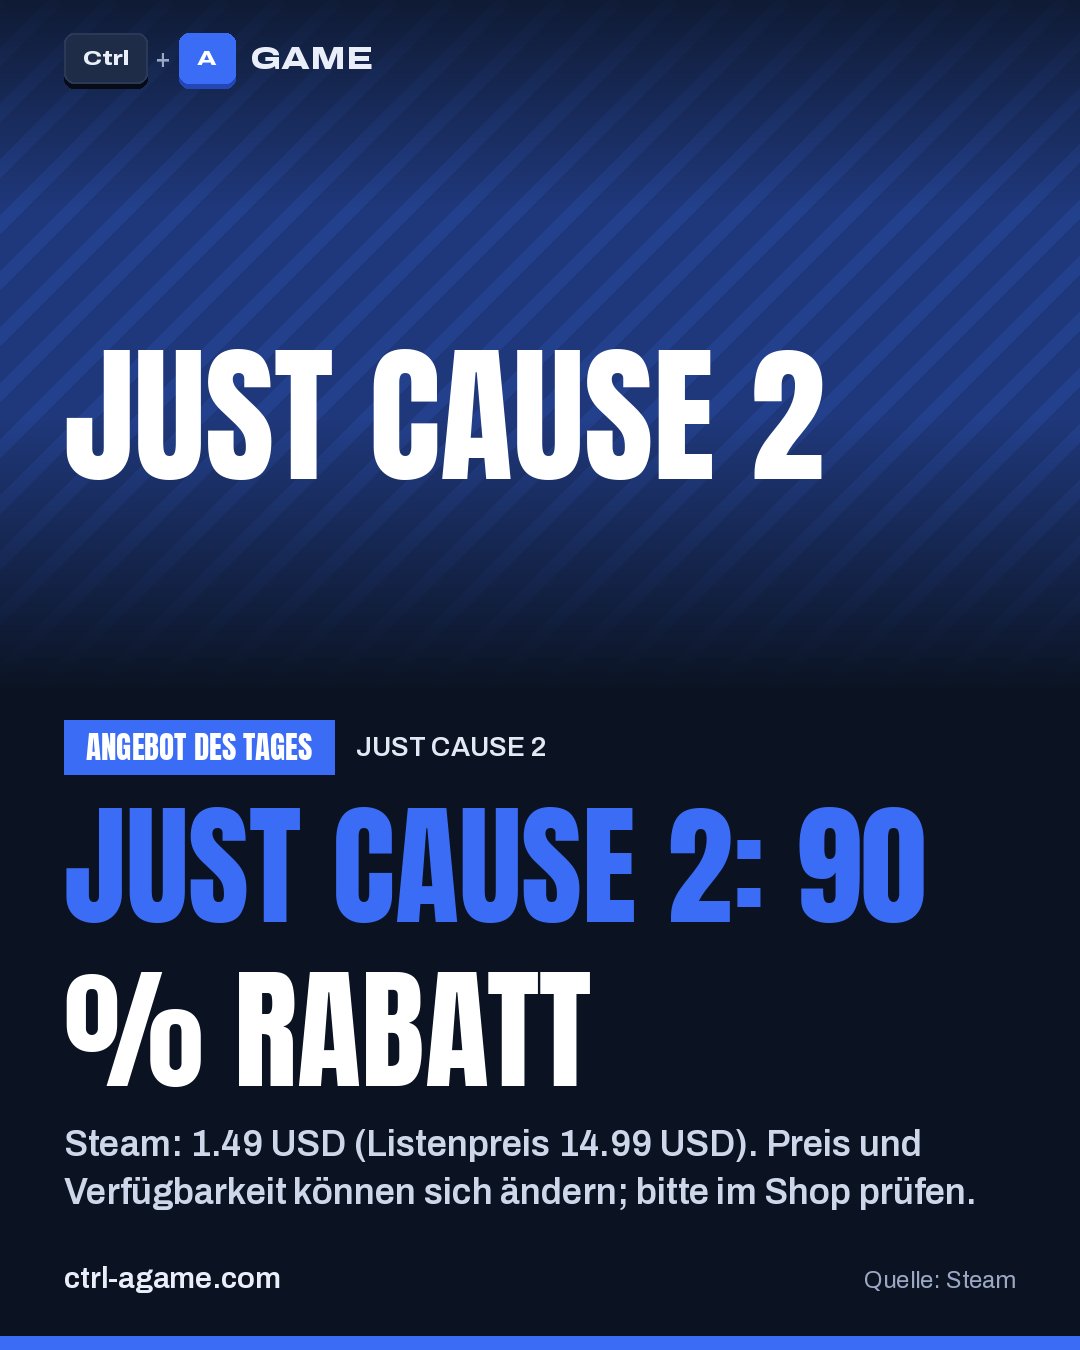 Ctrl + A GAME
JUST CAUSE 2
ANGEBOT DES TAGES JUST CAUSE 2
JUST CAUSE 2: 90
% RABATT
Steam: 1.49 USD (Listenpreis 14.99 USD). Preis und
Verfügbarkeit können sich ändern; bitte im Shop prüfen.
ctrl-agame.com Quelle: Steam